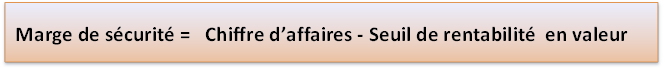 Marge de sécurité = Chiffre d’affaires - Seuil de rentabilité en valeur